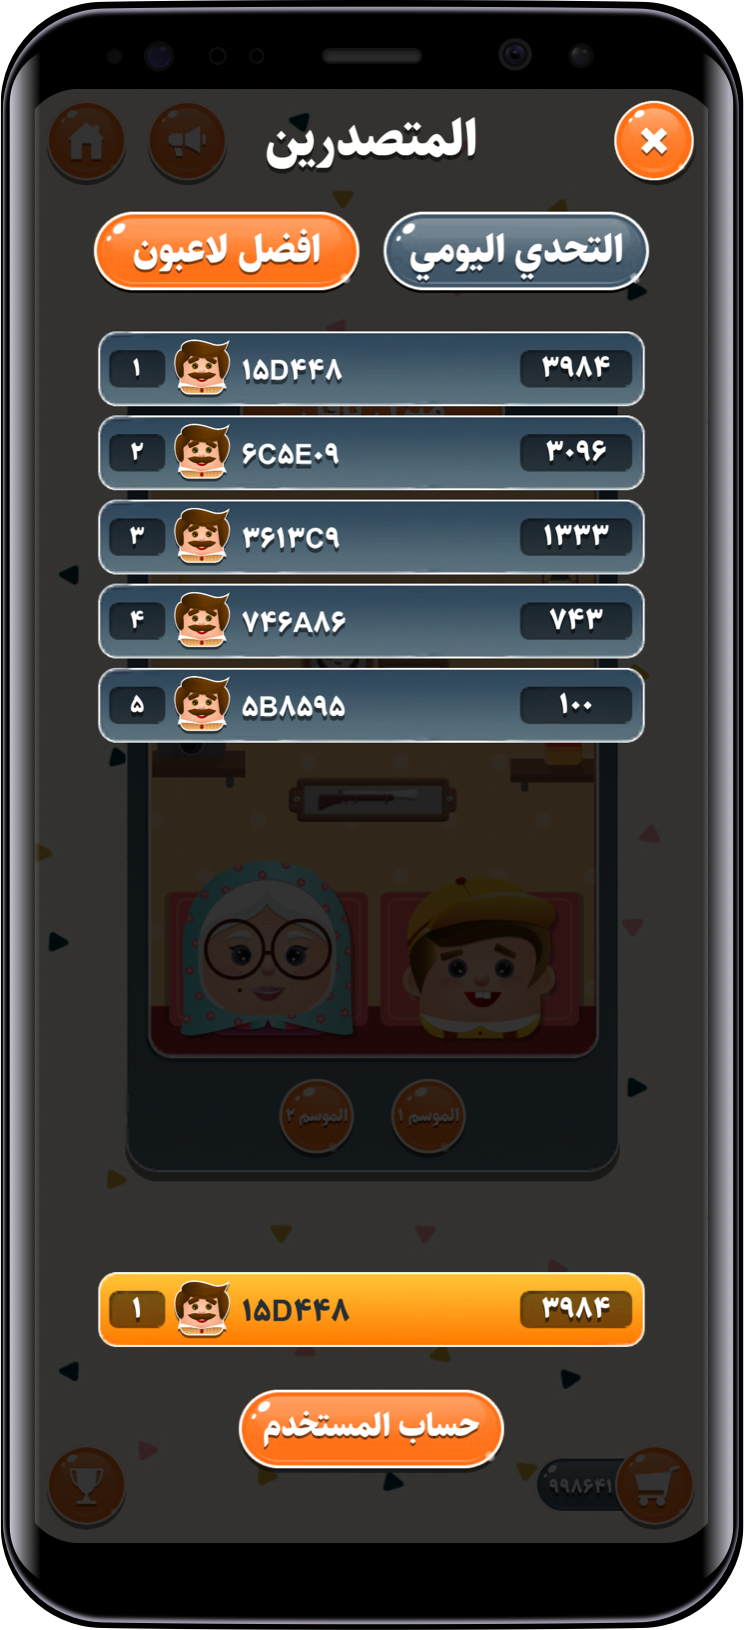 المتصدرين
التحدي اليومي
افضل لاعبون
۱ ۱۵D۴۴۸ ۳۹۸۴
۲ ۶C۵E۰۹ ۳۰۹۶
۳ ۳۶۱۳C۹ ۱۳۳۳
۴ ۷۴۶A۸۶ ۷۴۳
۵ ۵B۸۵۹۵ ۱۰۰
الموسم ۱
الموسم ۲
۱ ۱۵D۴۴۸ ۳۹۸۴
حساب المستخدم
۹۹۸۶۴۱